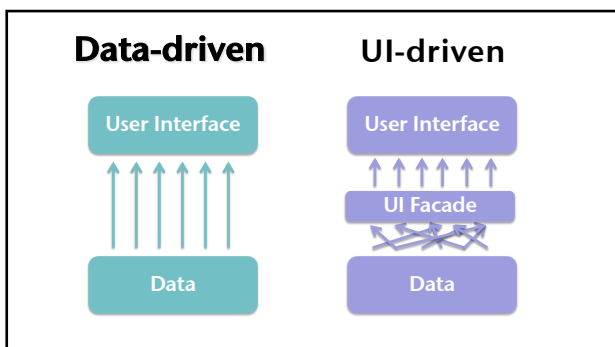 Data-driven
UI-driven
User Interface
User Interface
UI Facade
Data
Data